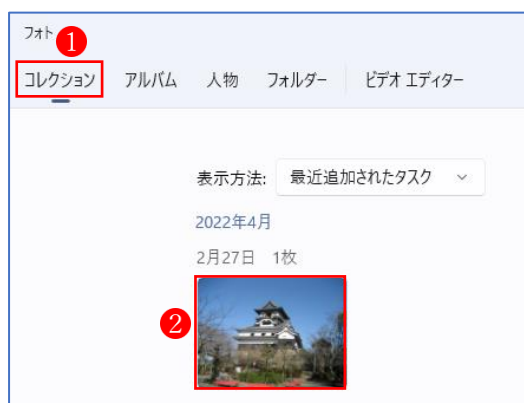 フォト
1
コレクション アルバム 人物 フォルダー ビデオ エディター
表示方法: 最近追加されたタスク
2022年4月
2月27日 1枚
2